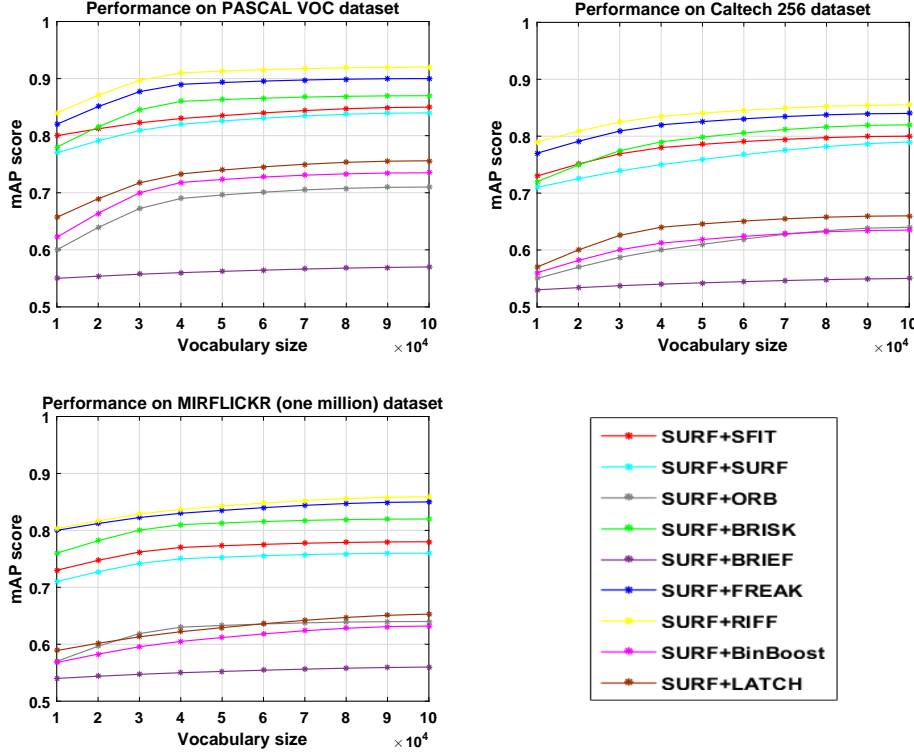 Performance on PASCAL VOC dataset
1
0.9
0.8
0.7
0.6
0.5
mAP score
1 2 3 4 5 6 7 8 9 10
Vocabulary size
× 10^4
Performance on Caltech 256 dataset
1
0.9
0.8
0.7
0.6
0.5
mAP score
1 2 3 4 5 6 7 8 9 10
Vocabulary size
× 10^4
Performance on MIRFLICKR (one million) dataset
1
0.9
0.8
0.7
0.6
0.5
mAP score
1 2 3 4 5 6 7 8 9 10
Vocabulary size
× 10^4
SURF+SFIT
SURF+SURF
SURF+ORB
SURF+BRISK
SURF+BRIEF
SURF+FREAK
SURF+RIFF
SURF+BinBoost
SURF+LATCH